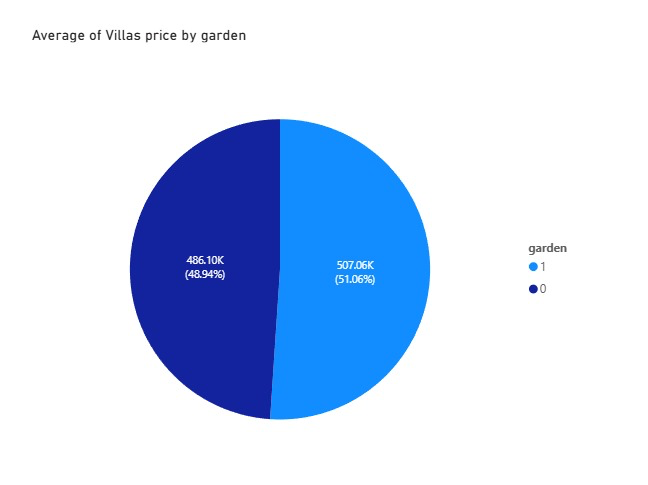 Average of Villas price by garden
486.10K
(48.94%)
507.06K
(51.06%)
garden
1
0